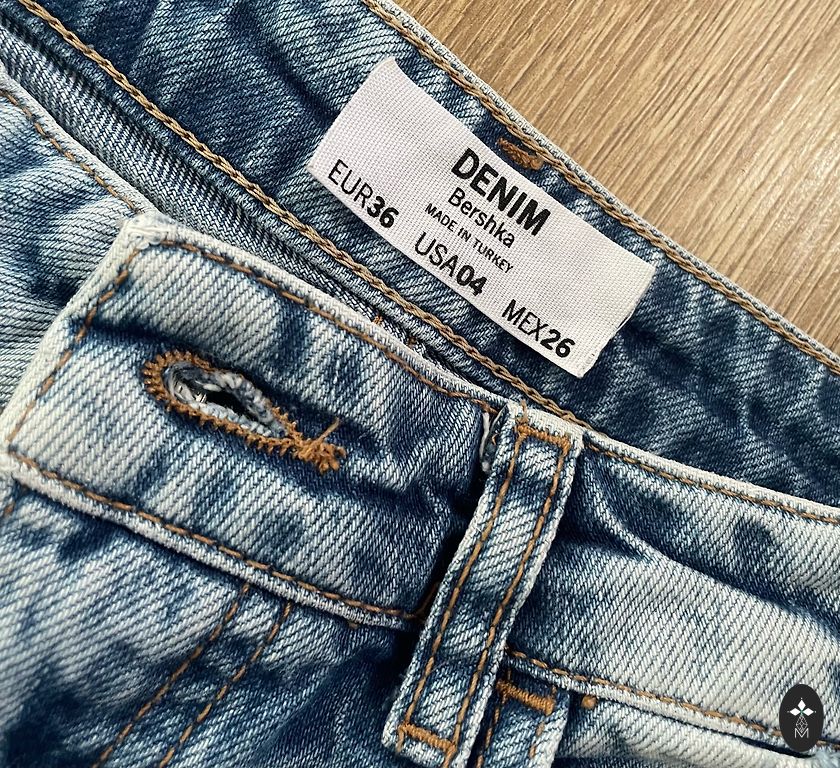 DENIM
Bershka
MADE IN TURKEY
EUR36 USA04 MEX26
M